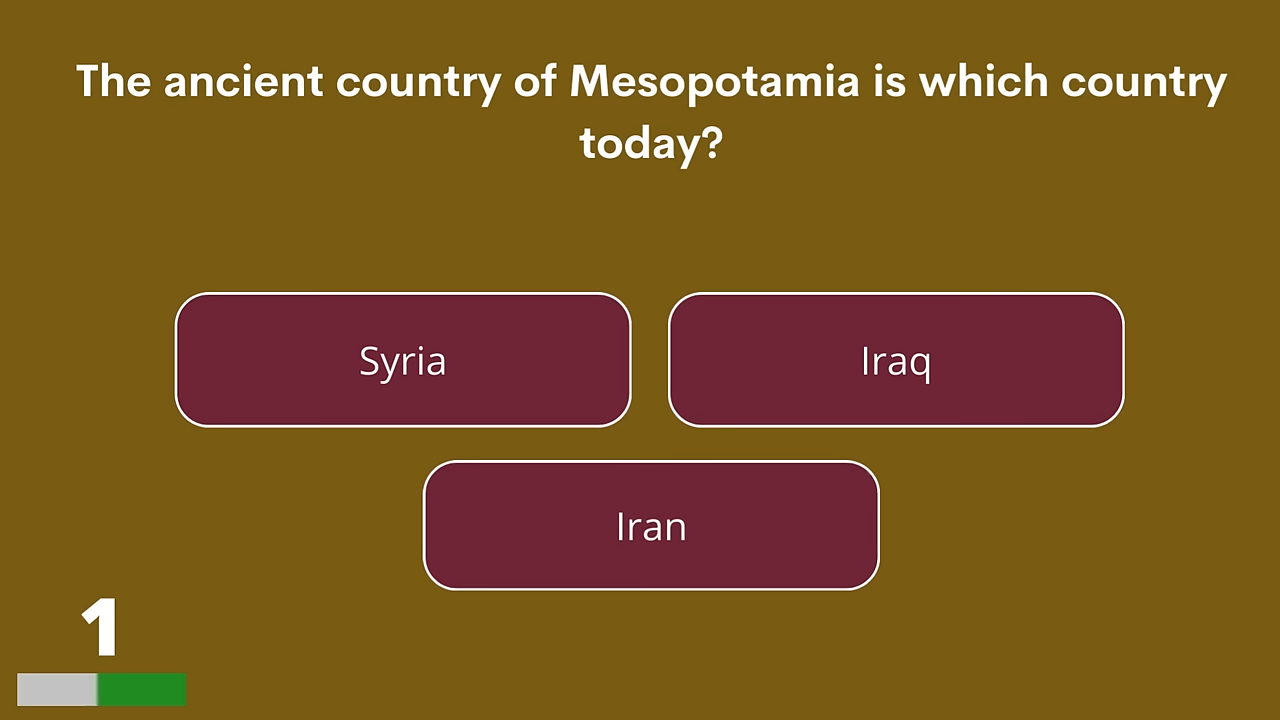 The ancient country of Mesopotamia is which country
today?
Syria
Iraq
Iran
1